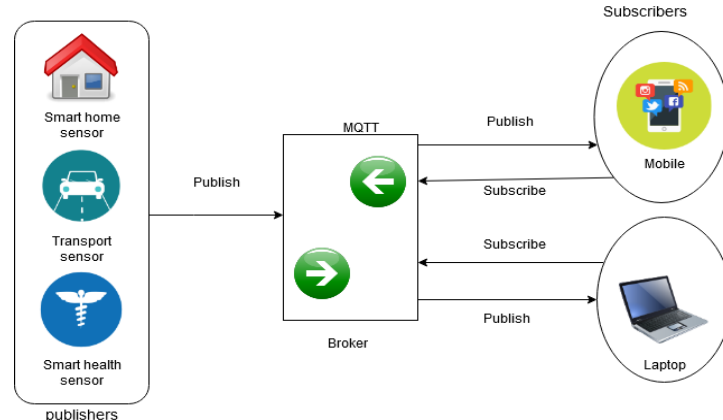 Subscribers
Smart home
sensor
Transport
sensor
Smart health
sensor
publishers
Publish
MQTT
Broker
Publish
Subscribe
Mobile
Subscribe
Publish
Laptop